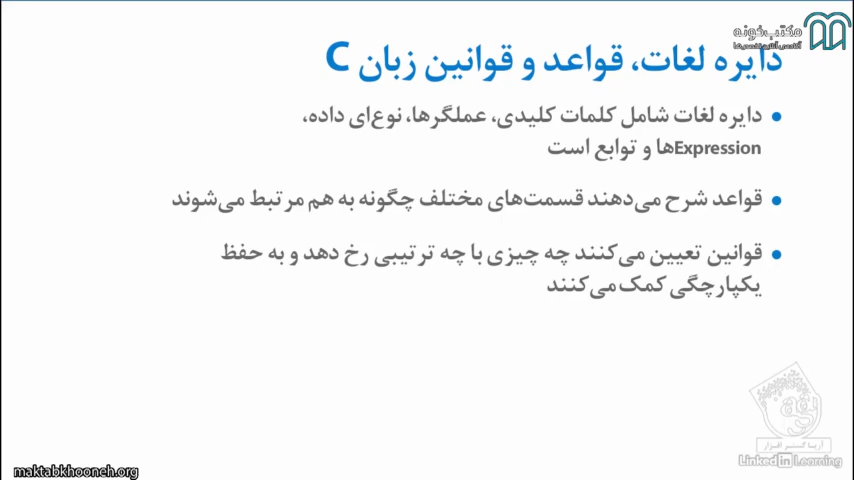 مکتب خونه
دایره لغات، قواعد و قوانین زبان C
دایره لغات شامل کلمات کلیدی، عملگرها، نوع‌ای داده،
Expressionها و توابع است
قواعد شرح می‌دهند قسمت‌های مختلف چگونه به هم مرتبط می‌شوند
قوانین تعیین می‌کنند چه چیزی با چه ترتیبی رخ دهد و به حفظ
یکپارچگی کمک می‌کنند
آریاگستر افزار
Linked in Learning
maktabkhooneh.org